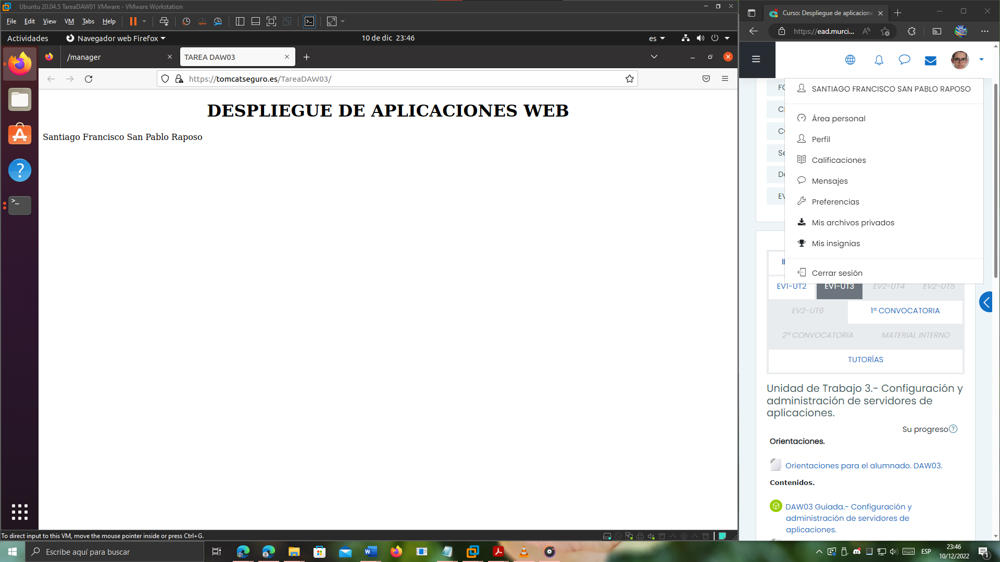 Ubuntu 20.04.5 TareaDAW01 VMware - VMware Workstation
File Edit View VM Tabs Help
Actividades
Navegador web Firefox
10 de dic 23:46
es
/manager
TAREA DAW03
https://tomcatseguro.es/TareaDAW03/
DESPLIEGUE DE APLICACIONES WEB
Santiago Francisco San Pablo Raposo
To direct input to this VM, move the mouse pointer inside or press Ctrl+G.
Curso: Despliegue de aplicacione
https://ead.murci...
SANTIAGO FRANCISCO SAN PABLO RAPOSO
Área personal
Perfil
Calificaciones
Mensajes
Preferencias
Mis archivos privados
Mis insignias
Cerrar sesión
EV1-UT2 EV1-UT3 EV2-UT4 EV2-UT5
EV2-UT6 1ª CONVOCATORIA
2ª CONVOCATORIA MATERIAL INTERNO
TUTORÍAS
Unidad de Trabajo 3.- Configuración y
administración de servidores de
aplicaciones.
Su progreso
Orientaciones.
Orientaciones para el alumnado. DAW03.
Contenidos.
DAW03 Guiada.- Configuración y
administración de servidores de
aplicaciones.
Escribe aquí para buscar
ESP
23:46
10/12/2022
1